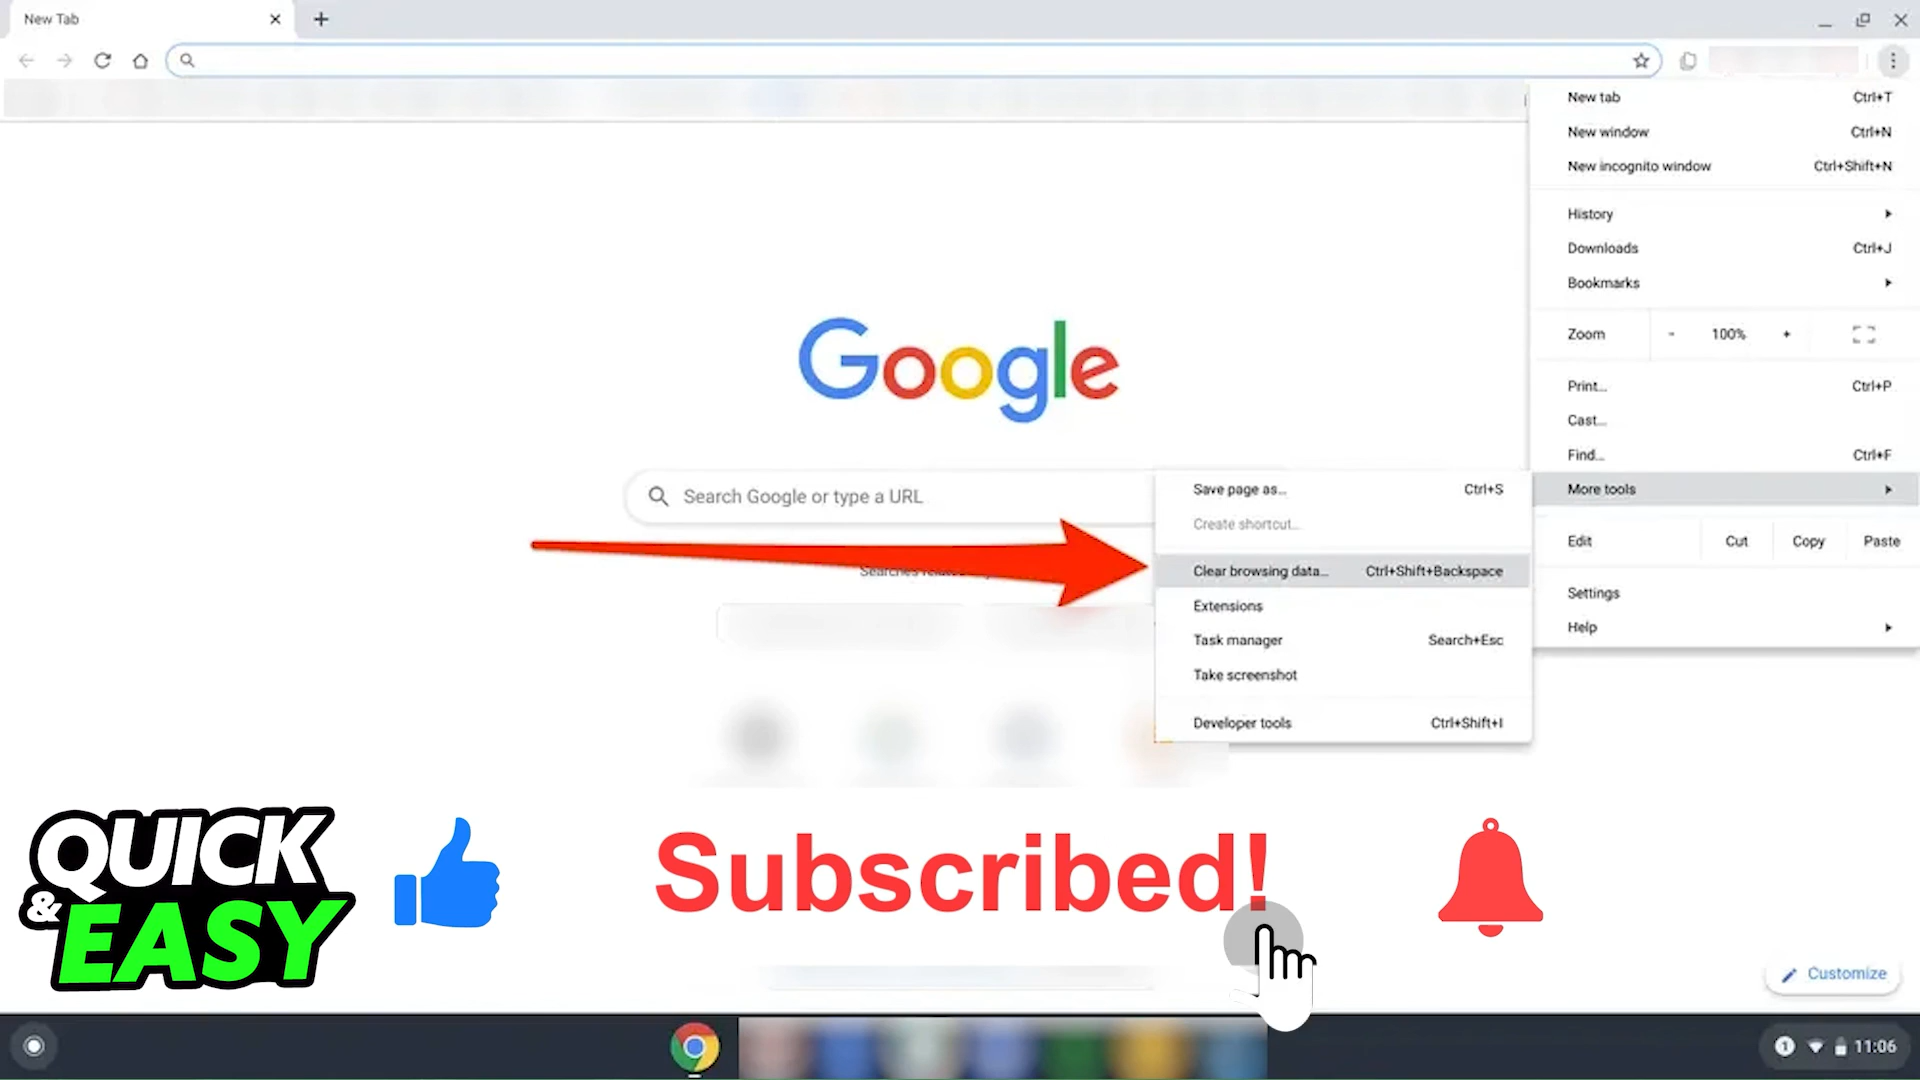 New Tab
New tab Ctrl+T
New window Ctrl+N
New incognito window Ctrl+Shift+N
History
Downloads Ctrl+J
Bookmarks
Zoom - 100% +
Print... Ctrl+P
Cast...
Find... Ctrl+F
More tools
Edit Cut Copy Paste
Settings
Help
Google
Search Google or type a URL
Searches
Save page as... Ctrl+S
Create shortcut...
Clear browsing data... Ctrl+Shift+Backspace
Extensions
Task manager Search+Esc
Take screenshot
Developer tools Ctrl+Shift+I
QUICK
& EASY
Subscribed!
Customize
1 11:06